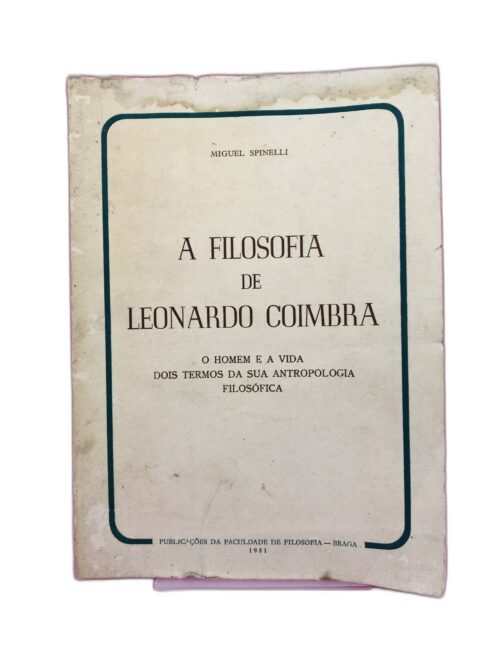 MIGUEL SPINELLI
A FILOSOFIA
DE
LEONARDO COIMBRA
O HOMEM E A VIDA
DOIS TERMOS DA SUA ANTROPOLOGIA
FILOSÓFICA
PUBLICAÇÕES DA FACULDADE DE FILOSOFIA — BRAGA
1981